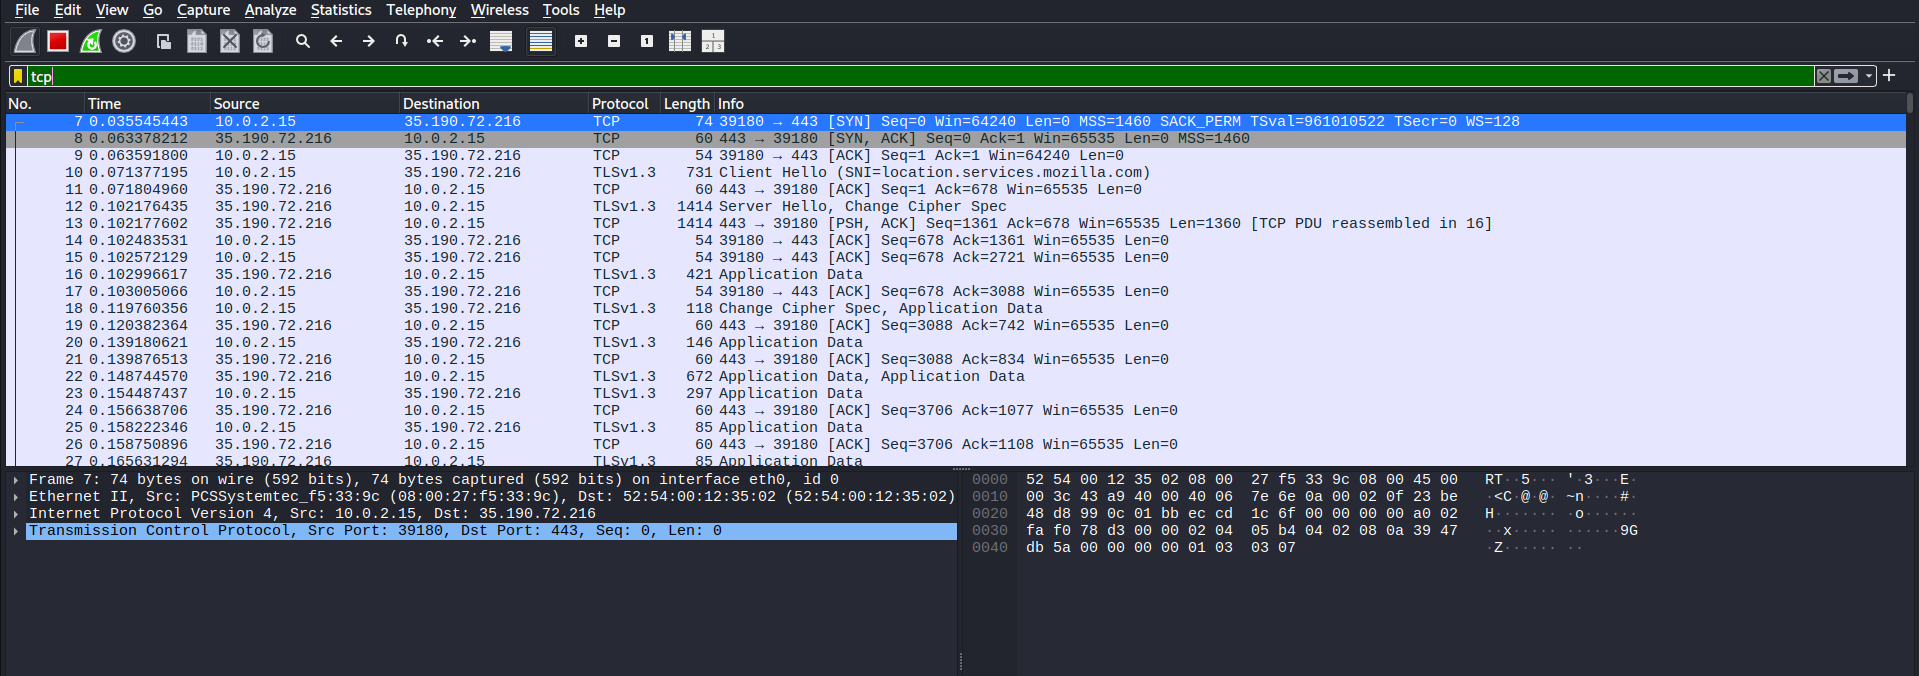 File Edit View Go Capture Analyze Statistics Telephony Wireless Tools Help
tcp
No. Time Source Destination Protocol Length Info
7 0.035545443 10.0.2.15 35.190.72.216 TCP 74 39180 → 443 [SYN] Seq=0 Win=64240 Len=0 MSS=1460 SACK_PERM TSval=961010522 TSecr=0 WS=128
8 0.063378212 35.190.72.216 10.0.2.15 TCP 60 443 → 39180 [SYN, ACK] Seq=0 Ack=1 Win=65535 Len=0 MSS=1460
9 0.063591800 10.0.2.15 35.190.72.216 TCP 54 39180 → 443 [ACK] Seq=1 Ack=1 Win=64240 Len=0
10 0.071377195 10.0.2.15 35.190.72.216 TLSv1.3 731 Client Hello (SNI=location.services.mozilla.com)
11 0.071804960 35.190.72.216 10.0.2.15 TCP 60 443 → 39180 [ACK] Seq=1 Ack=678 Win=65535 Len=0
12 0.102176435 35.190.72.216 10.0.2.15 TLSv1.3 1414 Server Hello, Change Cipher Spec
13 0.102177602 35.190.72.216 10.0.2.15 TCP 1414 443 → 39180 [PSH, ACK] Seq=1361 Ack=678 Win=65535 Len=1360 [TCP PDU reassembled in 16]
14 0.102483531 10.0.2.15 35.190.72.216 TCP 54 39180 → 443 [ACK] Seq=678 Ack=1361 Win=65535 Len=0
15 0.102572129 10.0.2.15 35.190.72.216 TCP 54 39180 → 443 [ACK] Seq=678 Ack=2721 Win=65535 Len=0
16 0.102996617 35.190.72.216 10.0.2.15 TLSv1.3 421 Application Data
17 0.103005066 10.0.2.15 35.190.72.216 TCP 54 39180 → 443 [ACK] Seq=678 Ack=3088 Win=65535 Len=0
18 0.119760356 10.0.2.15 35.190.72.216 TLSv1.3 118 Change Cipher Spec, Application Data
19 0.120382364 35.190.72.216 10.0.2.15 TCP 60 443 → 39180 [ACK] Seq=3088 Ack=742 Win=65535 Len=0
20 0.139180621 10.0.2.15 35.190.72.216 TLSv1.3 146 Application Data
21 0.139876513 35.190.72.216 10.0.2.15 TCP 60 443 → 39180 [ACK] Seq=3088 Ack=834 Win=65535 Len=0
22 0.148744570 35.190.72.216 10.0.2.15 TLSv1.3 672 Application Data, Application Data
23 0.154487437 10.0.2.15 35.190.72.216 TLSv1.3 297 Application Data
24 0.156638706 35.190.72.216 10.0.2.15 TCP 60 443 → 39180 [ACK] Seq=3706 Ack=1077 Win=65535 Len=0
25 0.158222346 10.0.2.15 35.190.72.216 TLSv1.3 85 Application Data
26 0.158750896 35.190.72.216 10.0.2.15 TCP 60 443 → 39180 [ACK] Seq=3706 Ack=1108 Win=65535 Len=0
27 0.165631294 35.190.72.216 10.0.2.15 TLSv1.3 85 Application Data
Frame 7: 74 bytes on wire (592 bits), 74 bytes captured (592 bits) on interface eth0, id 0
Ethernet II, Src: PCSSystemtec_f5:33:9c (08:00:27:f5:33:9c), Dst: 52:54:00:12:35:02 (52:54:00:12:35:02)
Internet Protocol Version 4, Src: 10.0.2.15, Dst: 35.190.72.216
Transmission Control Protocol, Src Port: 39180, Dst Port: 443, Seq: 0, Len: 0
0000 52 54 00 12 35 02 08 00 27 f5 33 9c 08 00 45 00 RT··5··· '·3···E·
0010 00 3c 43 a9 40 00 40 06 7e 6e 0a 00 02 0f 23 be ·<C·@·@· ~n····#·
0020 48 d8 99 0c 01 bb ec cd 1c 6f 00 00 00 00 a0 02 H······· ·o······
0030 fa f0 78 d3 00 00 02 04 05 b4 04 02 08 0a 39 47 ··x····· ······9G
0040 db 5a 00 00 00 00 01 03 03 07 ·Z······ ··